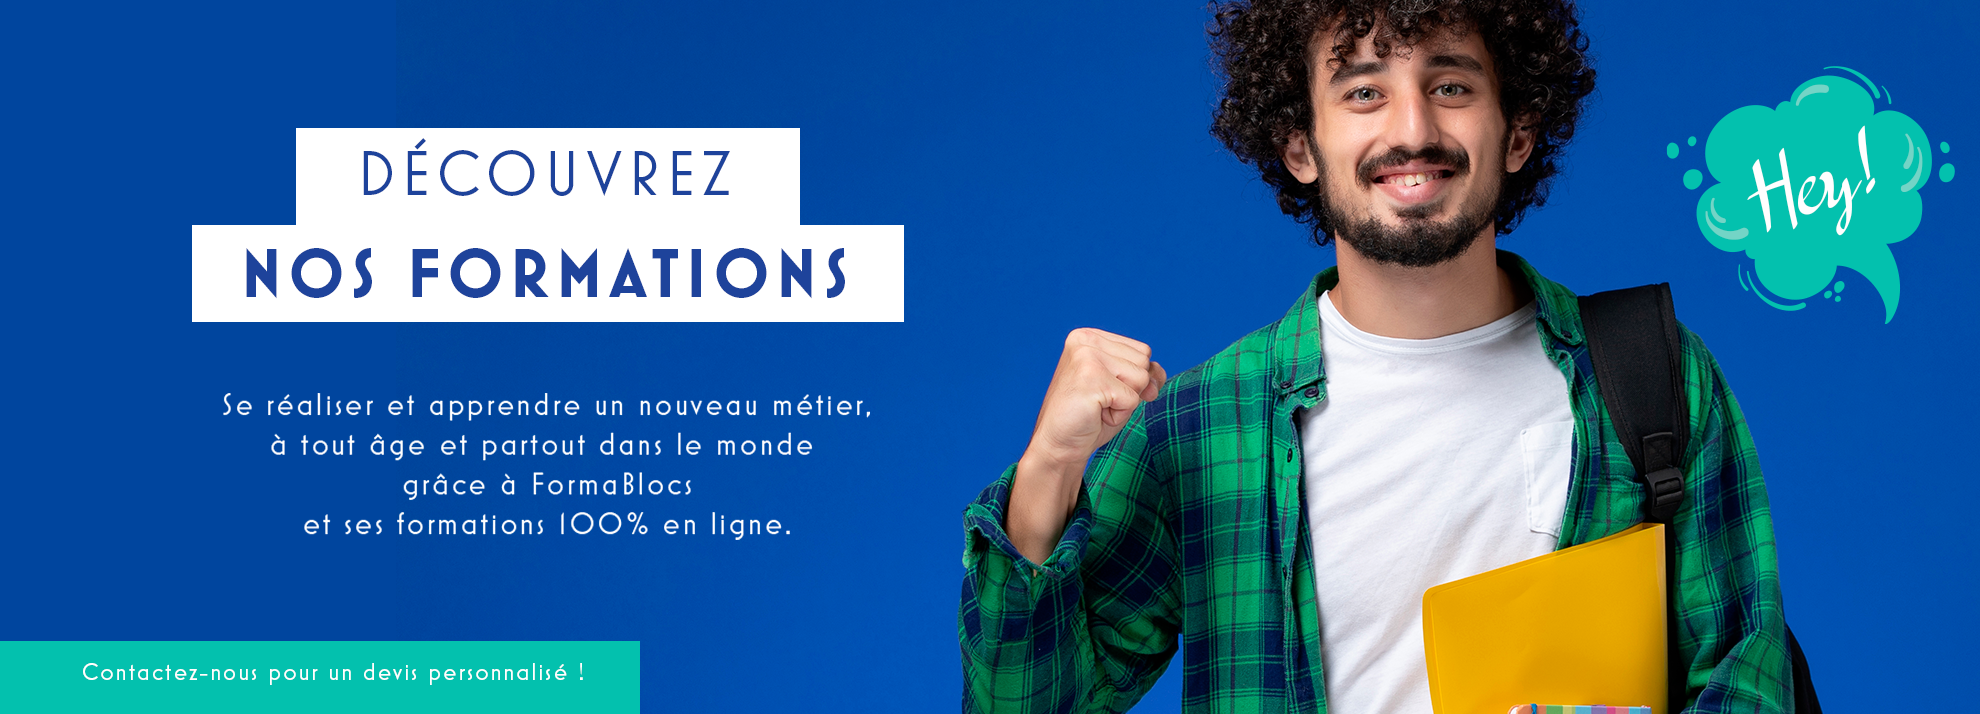 DÉCOUVREZ
NOS FORMATIONS
Se réaliser et apprendre un nouveau métier,
à tout âge et partout dans le monde
grâce à FormaBlocs
et ses formations 100% en ligne.
Contactez-nous pour un devis personnalisé !
Hey!